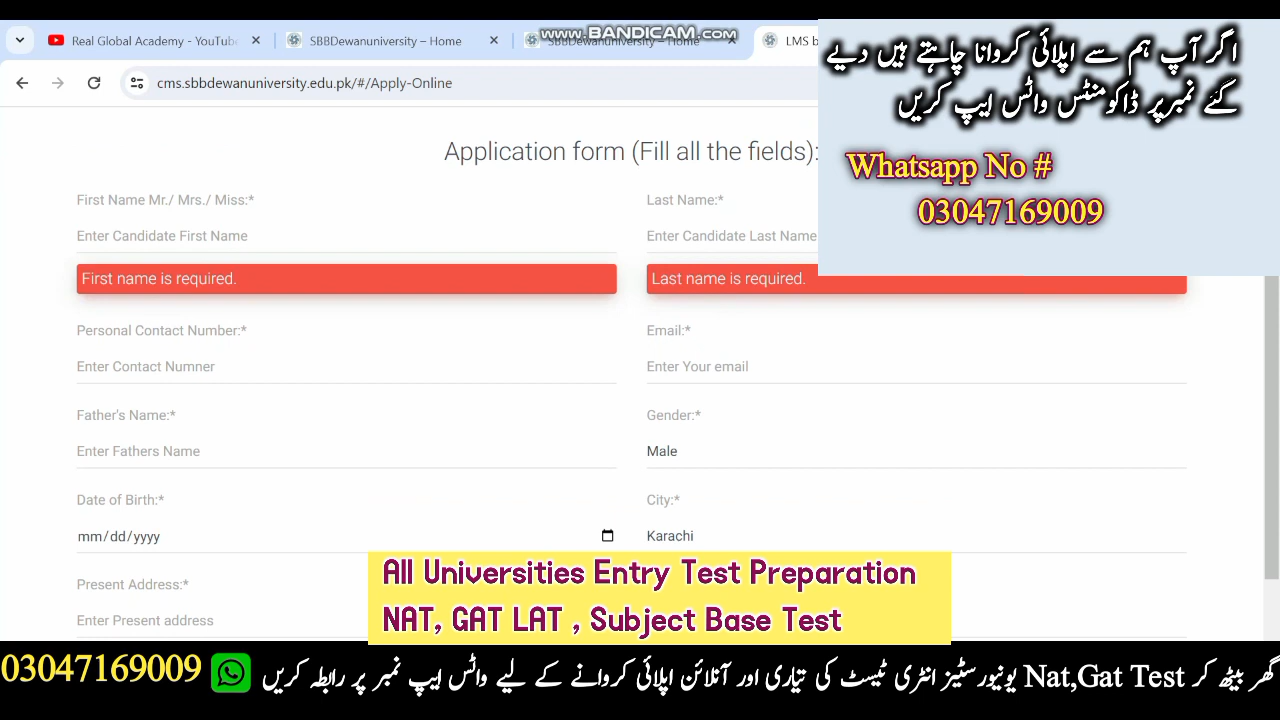 www.BANDICAM.com
Real Global Academy - YouTub
SBBDewanuniversity – Home
SBBDewanuniversity – Home
LMS b
cms.sbbdewanuniversity.edu.pk/#/Apply-Online
اگر آپ ہم سے اپلائی کروانا چاہتے ہیں دیے
گئے نمبر پر ڈاکومنٹس واٹس ایپ کریں
Whatsapp No #
03047169009
Application form (Fill all the fields):
First Name Mr./ Mrs./ Miss:*
Last Name:*
Enter Candidate First Name
Enter Candidate Last Name
First name is required.
Last name is required.
Personal Contact Number:*
Email:*
Enter Contact Numner
Enter Your email
Father's Name:*
Gender:*
Enter Fathers Name
Male
Date of Birth:*
City:*
mm/dd/yyyy
Karachi
Present Address:*
Enter Present address
All Universities Entry Test Preparation
NAT, GAT LAT , Subject Base Test
03047169009
گھر بیٹھ کر Nat,Gat Test یونیورسٹیز انٹری ٹیسٹ کی تیاری اور آنلائن اپلائی کروانے کے لیے واٹس ایپ نمبر پر رابطہ کریں